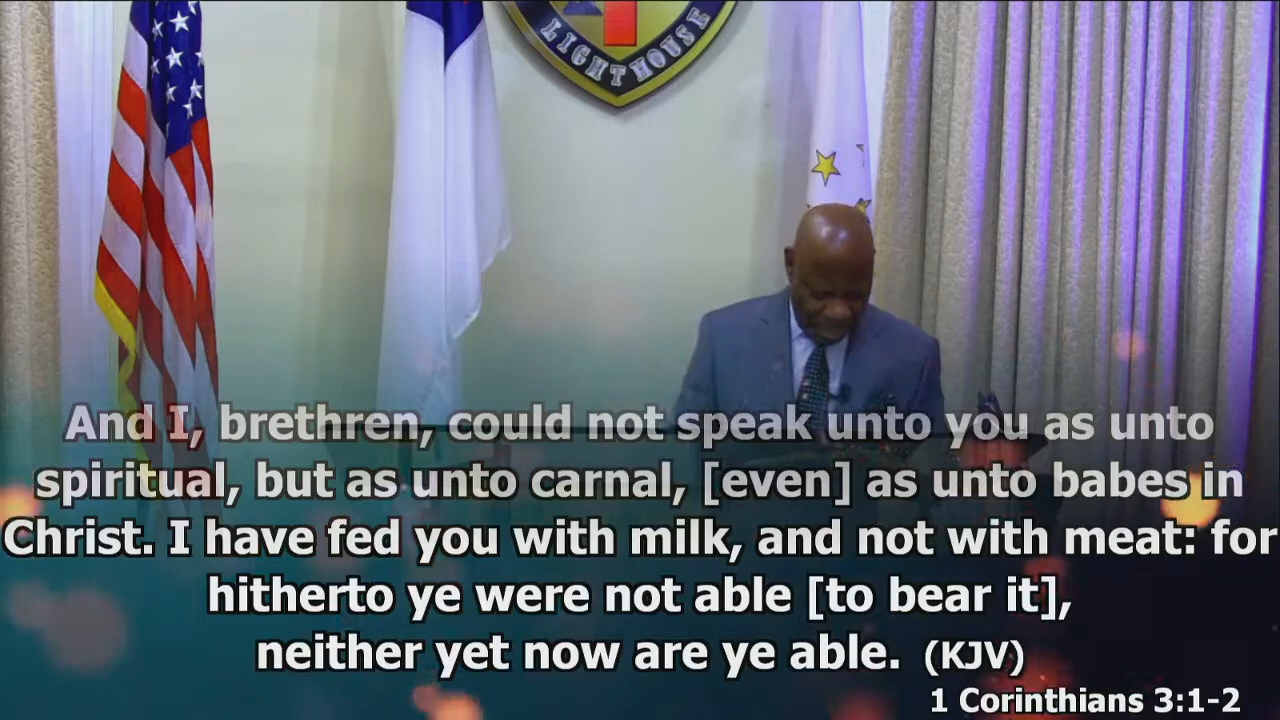 LIGHT HOUSE
And I, brethren, could not speak unto you as unto
spiritual, but as unto carnal, [even] as unto babes in
Christ. I have fed you with milk, and not with meat: for
hitherto ye were not able [to bear it],
neither yet now are ye able. (KJV)
1 Corinthians 3:1-2